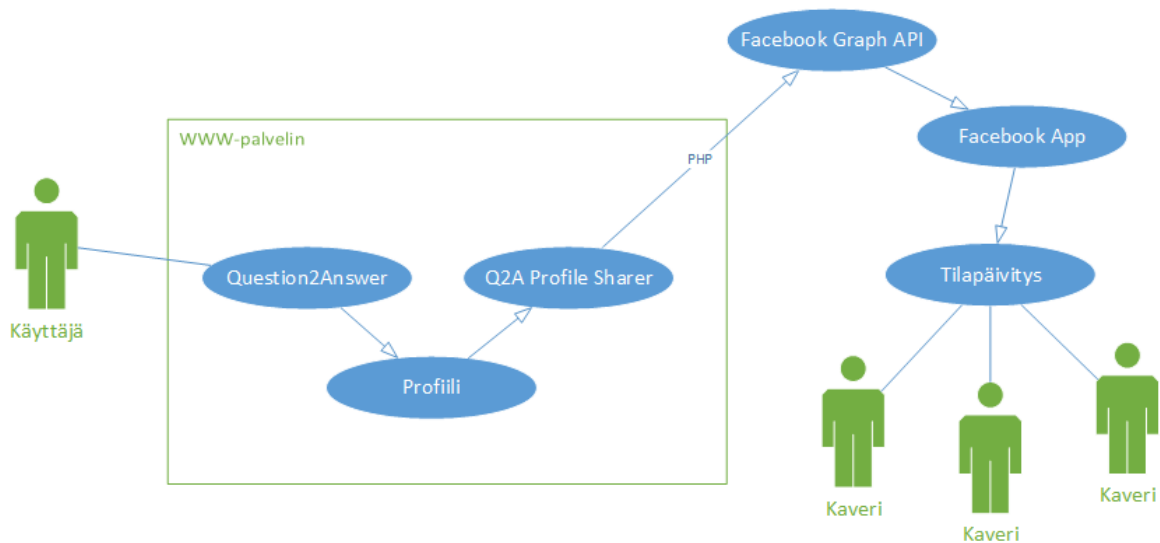 Facebook Graph API
Facebook App
WWW-palvelin
PHP
Question2Answer
Q2A Profile Sharer
Tilapäivitys
Käyttäjä
Profiili
Kaveri
Kaveri
Kaveri